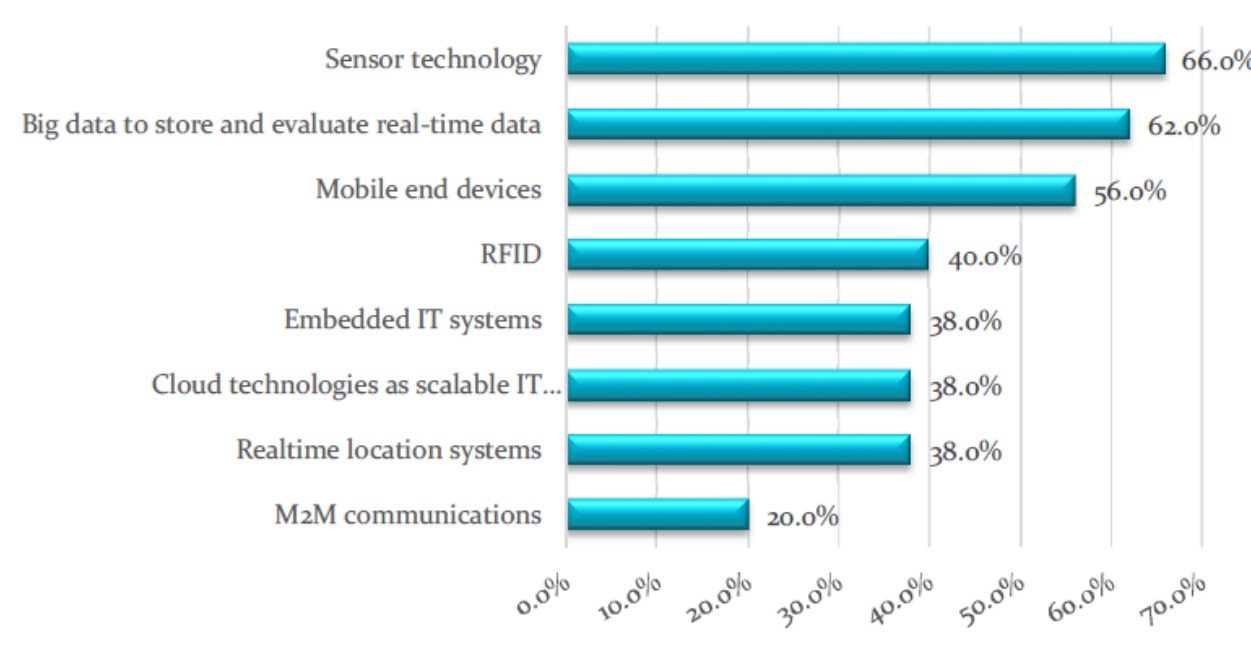 Sensor technology 66.0%
Big data to store and evaluate real-time data 62.0%
Mobile end devices 56.0%
RFID 40.0%
Embedded IT systems 38.0%
Cloud technologies as scalable IT... 38.0%
Realtime location systems 38.0%
M2M communications 20.0%
0.0% 10.0% 20.0% 30.0% 40.0% 50.0% 60.0% 70.0%